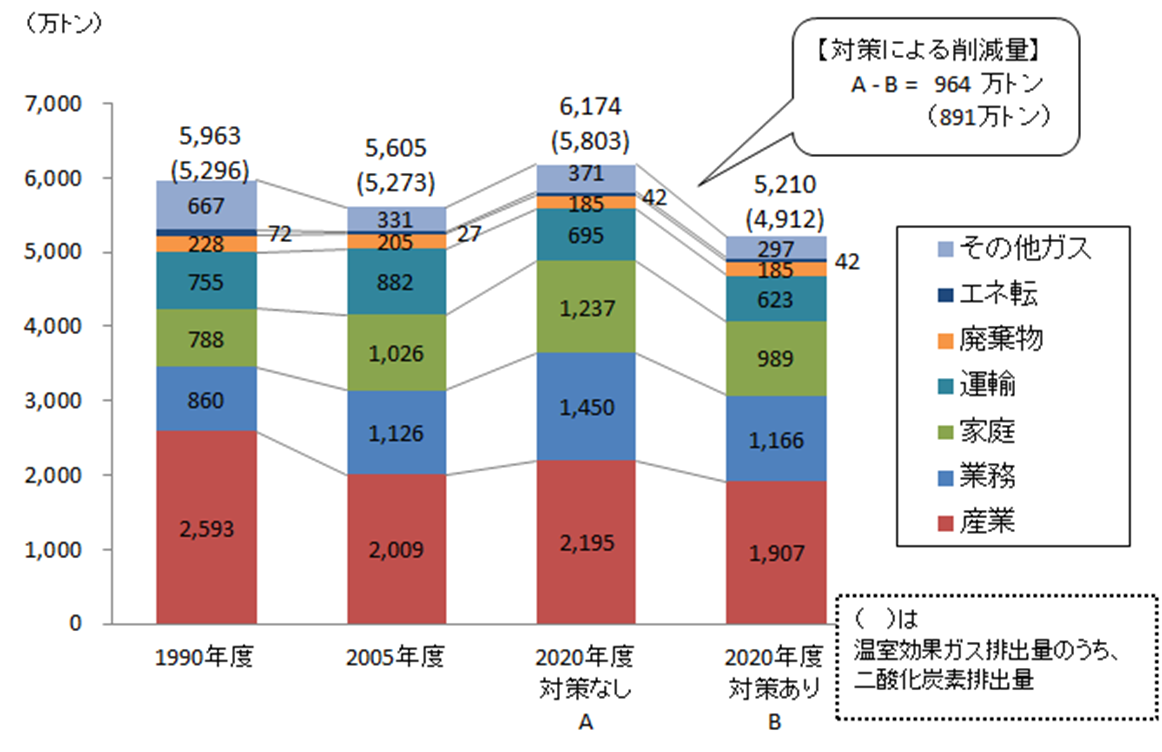 （万トン）
【対策による削減量】
A - B = 964 万トン
（891万トン）
7,000
6,000
5,000
4,000
3,000
2,000
1,000
0
5,963
(5,296)
667
72
228
755
788
860
2,593
1990年度
5,605
(5,273)
331
27
205
882
1,026
1,126
2,009
2005年度
6,174
(5,803)
371
42
185
695
1,237
1,450
2,195
2020年度
対策なし
A
5,210
(4,912)
297
42
185
623
989
1,166
1,907
2020年度
対策あり
B
その他ガス
エネ転
廃棄物
運輸
家庭
業務
産業
（　）は
温室効果ガス排出量のうち、
二酸化炭素排出量